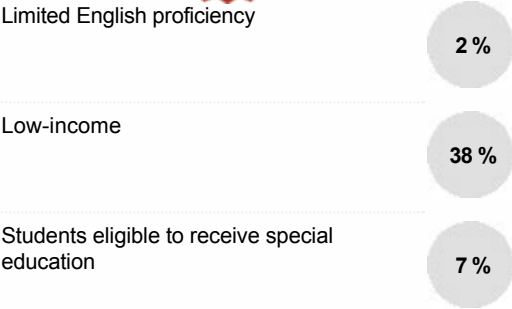 Limited English proficiency
2 %
Low-income
38 %
Students eligible to receive special
education
7 %